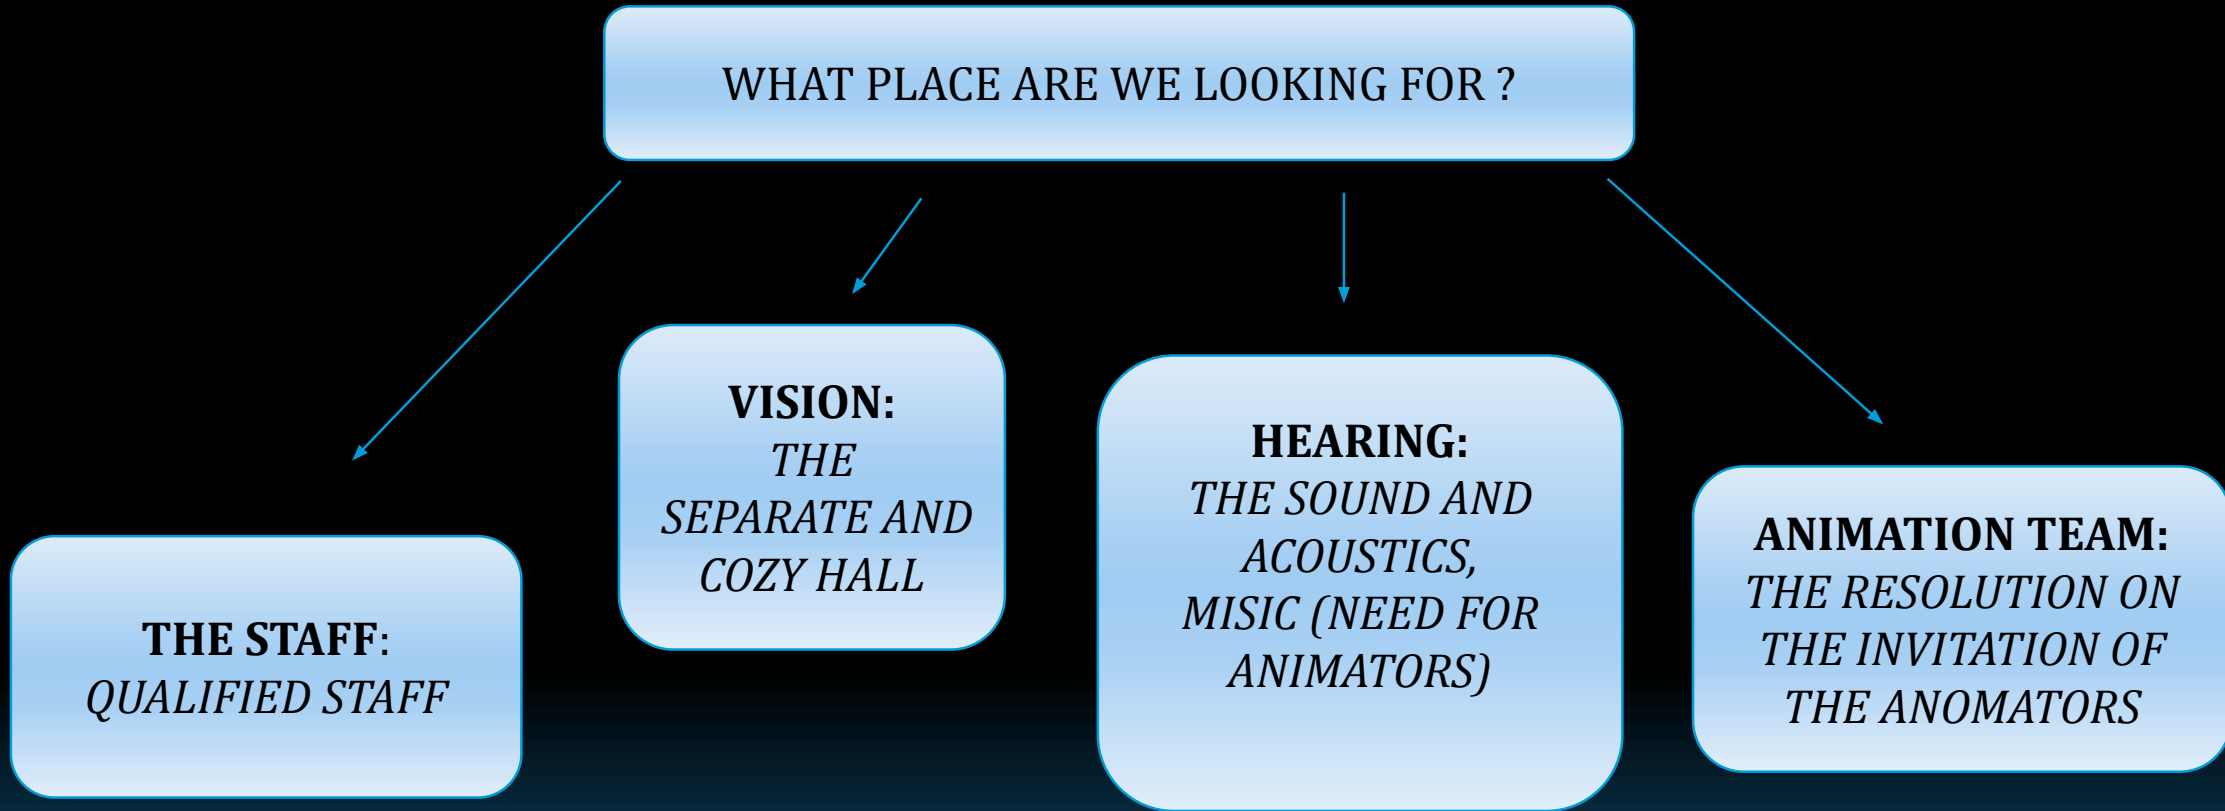 WHAT PLACE ARE WE LOOKING FOR ?
THE STAFF:
QUALIFIED STAFF
VISION:
THE
SEPARATE AND
COZY HALL
HEARING:
THE SOUND AND
ACOUSTICS,
MISIC (NEED FOR
ANIMATORS)
ANIMATION TEAM:
THE RESOLUTION ON
THE INVITATION OF
THE ANOMATORS